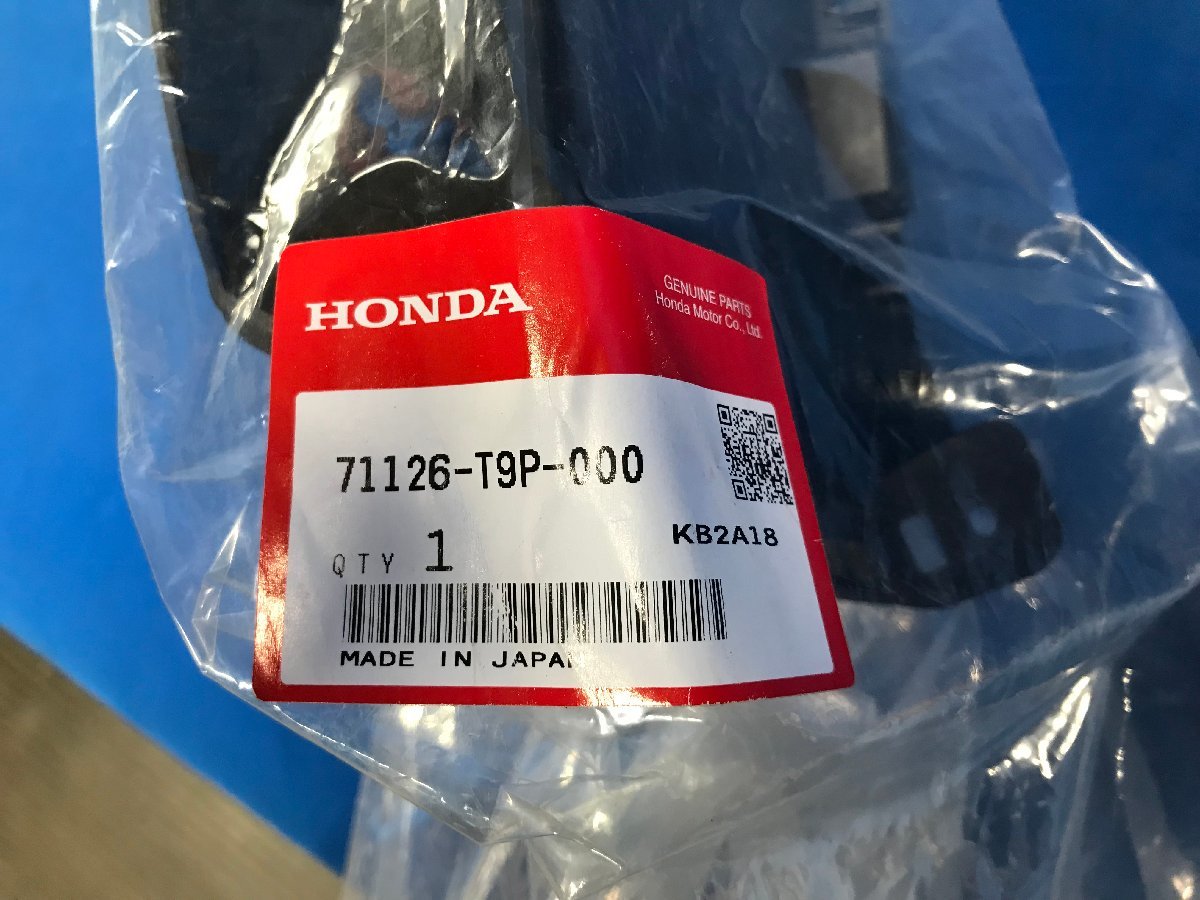 HONDA
GENUINE PARTS
Honda Motor Co., Ltd.
71126-T9P-000
KB2A18
QTY 1
MADE IN JAPAN